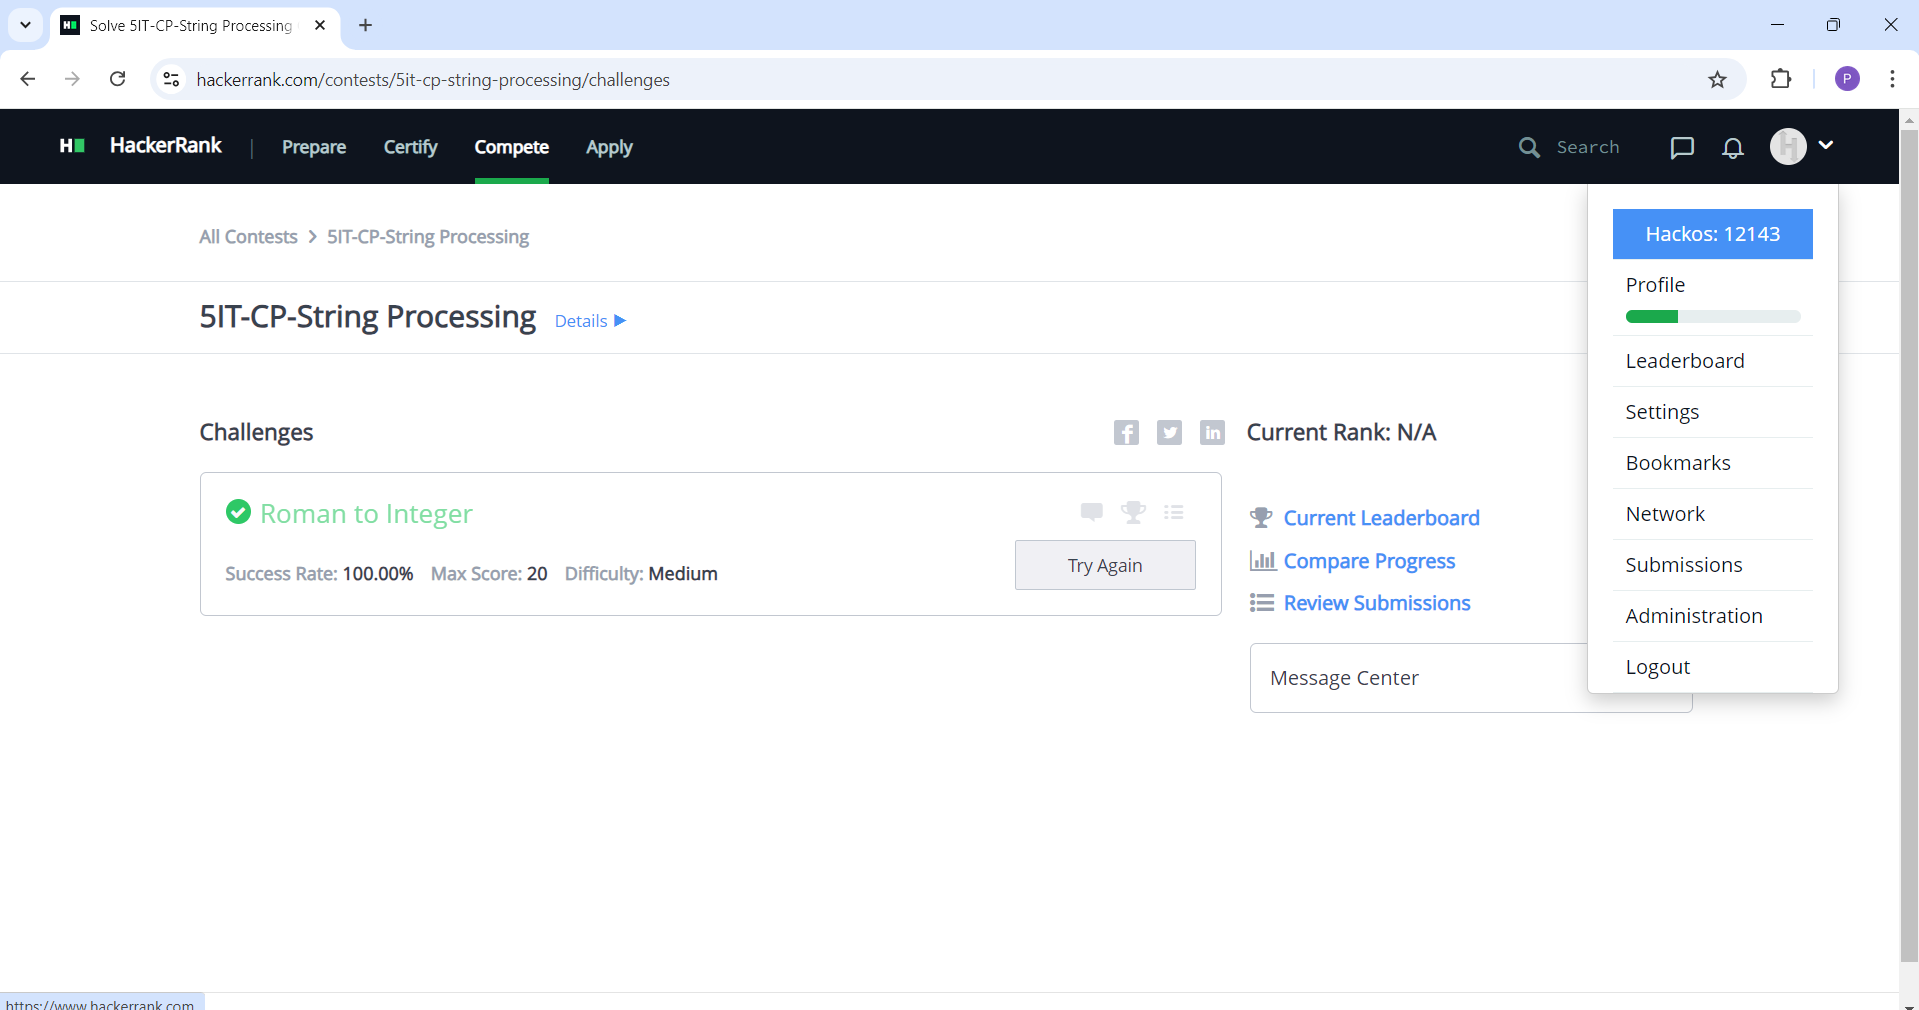 Solve 5IT-CP-String Processing
hackerrank.com/contests/5it-cp-string-processing/challenges
P
H
HackerRank | Prepare Certify Compete Apply Search
H
All Contests > 5IT-CP-String Processing
5IT-CP-String Processing Details ▶
Hackos: 12143
Profile
Leaderboard
Settings
Bookmarks
Network
Submissions
Administration
Logout
Challenges
Roman to Integer
Success Rate: 100.00% Max Score: 20 Difficulty: Medium
Try Again
Current Rank: N/A
Current Leaderboard
Compare Progress
Review Submissions
Message Center
https://www.hackerrank.com